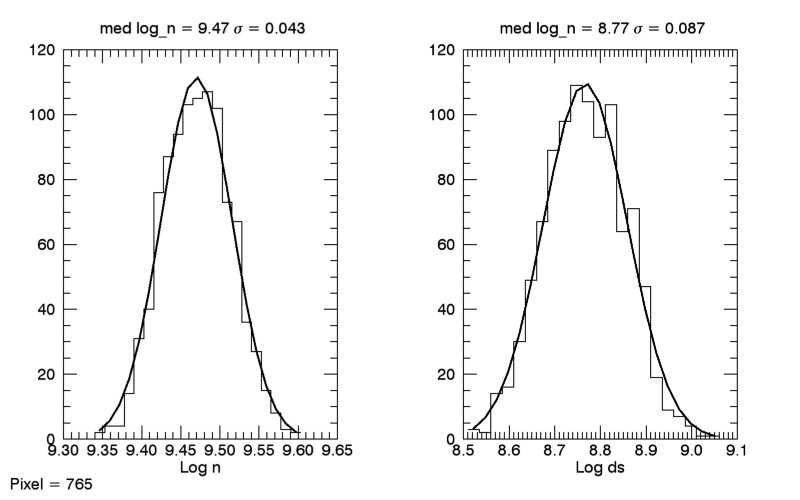 med log_n = 9.47 σ = 0.043
120
100
80
60
40
20
0
9.30 9.35 9.40 9.45 9.50 9.55 9.60 9.65
Log n
med log_n = 8.77 σ = 0.087
120
100
80
60
40
20
0
8.5 8.6 8.7 8.8 8.9 9.0 9.1
Log ds
Pixel = 765